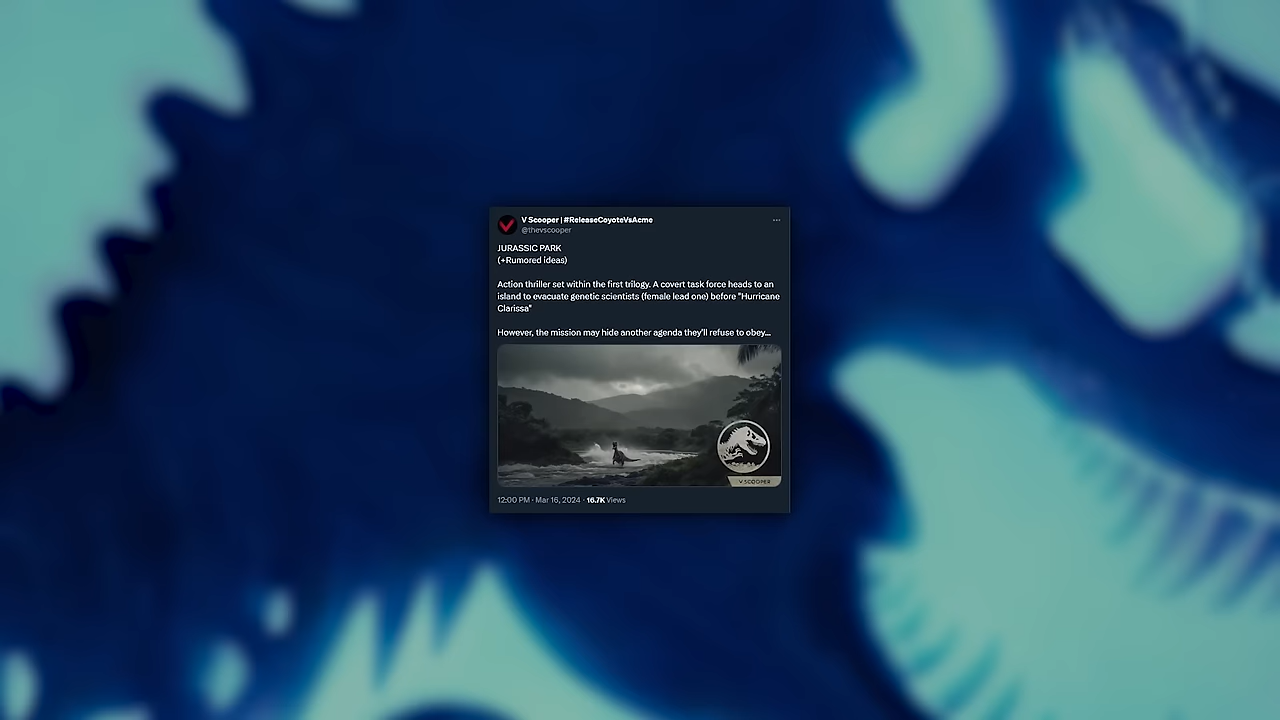 V Scooper | #ReleaseCoyoteVsAcme
@thevscooper
JURASSIC PARK
(+Rumored ideas)
Action thriller set within the first trilogy. A covert task force heads to an
island to evacuate genetic scientists (female lead one) before "Hurricane
Clarissa"
However, the mission may hide another agenda they'll refuse to obey...
V.SCOOPER
12:00 PM · Mar 16, 2024 · 16.7K Views